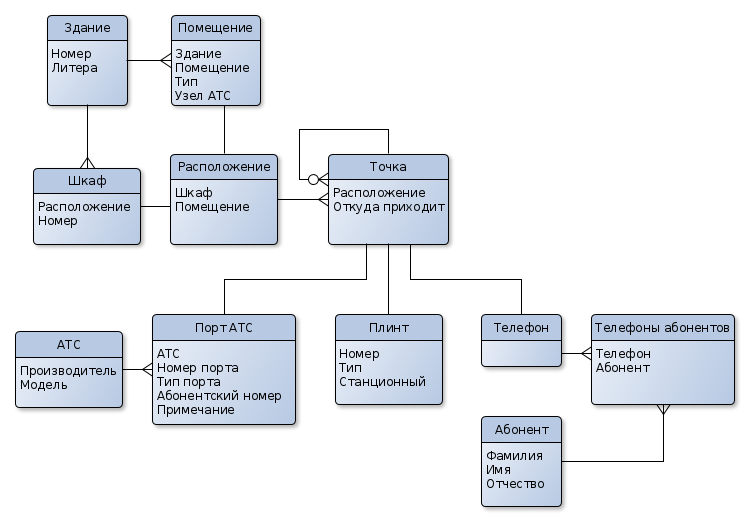 Здание
Номер
Литера
Помещение
Здание
Помещение
Тип
Узел АТС
Шкаф
Расположение
Номер
Расположение
Шкаф
Помещение
Точка
Расположение
Откуда приходит
АТС
Производитель
Модель
Порт АТС
АТС
Номер порта
Тип порта
Абонентский номер
Примечание
Плинт
Номер
Тип
Станционный
Телефон
Телефоны абонентов
Телефон
Абонент
Абонент
Фамилия
Имя
Отчество